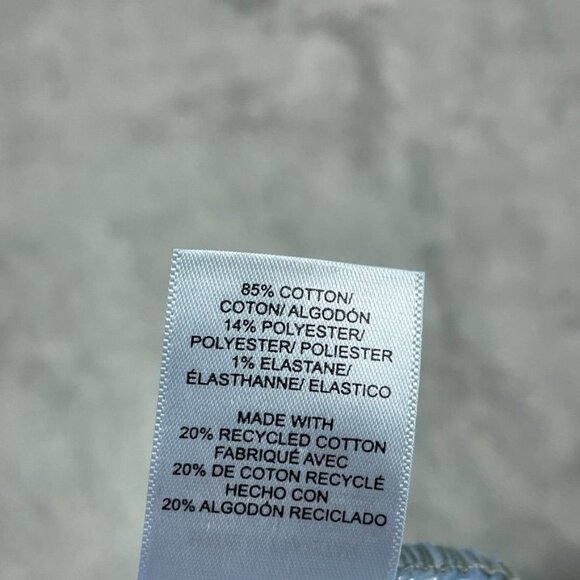 85% COTTON/
COTON/ ALGODÓN
14% POLYESTER/
POLYESTER/ POLIESTER
1% ELASTANE/
ÉLASTHANNE/ ELASTICO
MADE WITH
20% RECYCLED COTTON
FABRIQUÉ AVEC
20% DE COTON RECYCLÉ
HECHO CON
20% ALGODÓN RECICLADO